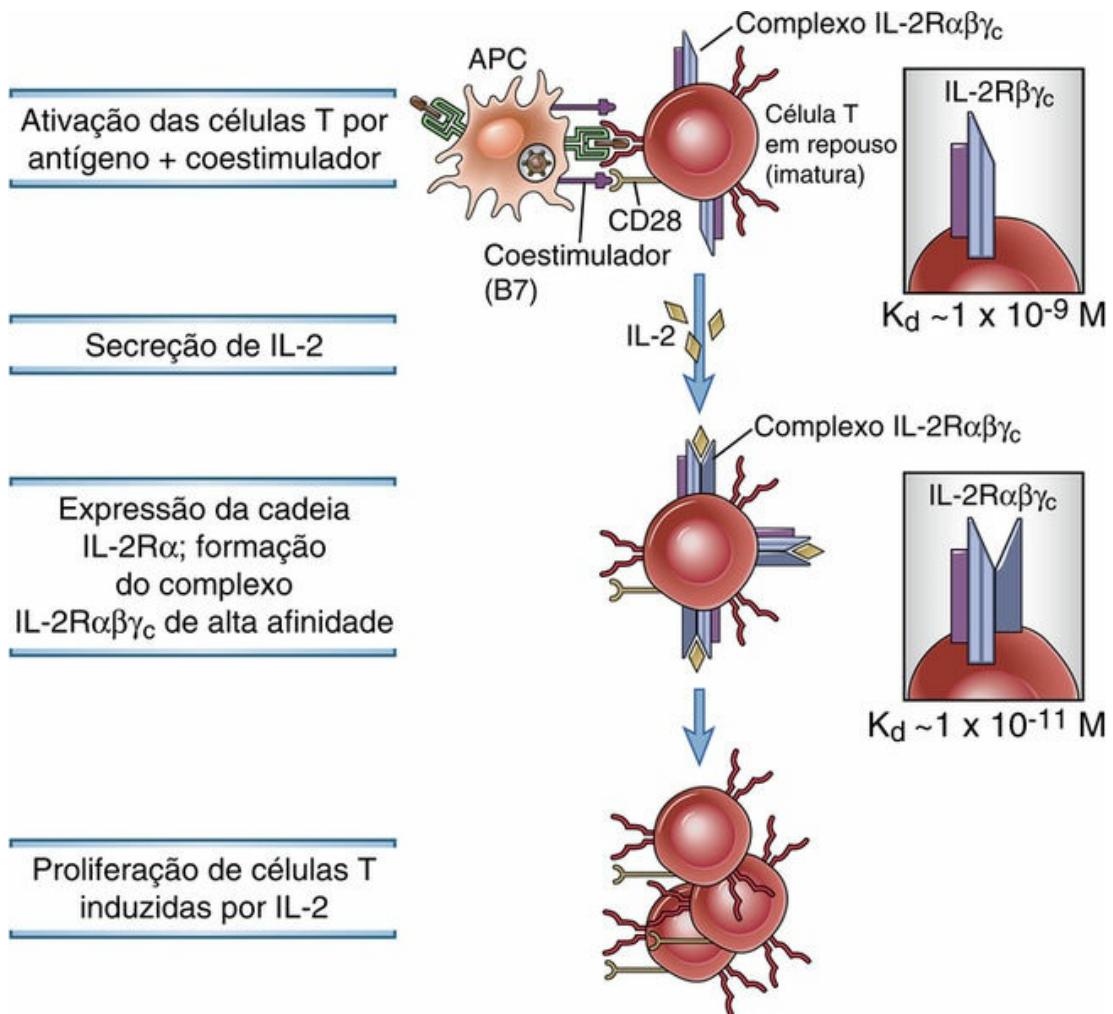 Complexo IL-2Rαβγc
APC
IL-2Rβγc
Ativação das células T por
antígeno + coestimulador
Célula T
em repouso
(imatura)
CD28
Coestimulador
(B7)
Kd ~1 x 10-9 M
Secreção de IL-2
IL-2
Complexo IL-2Rαβγc
IL-2Rαβγc
Expressão da cadeia
IL-2Rα; formação
do complexo
IL-2Rαβγc de alta afinidade
Kd ~1 x 10-11 M
Proliferação de células T
induzidas por IL-2